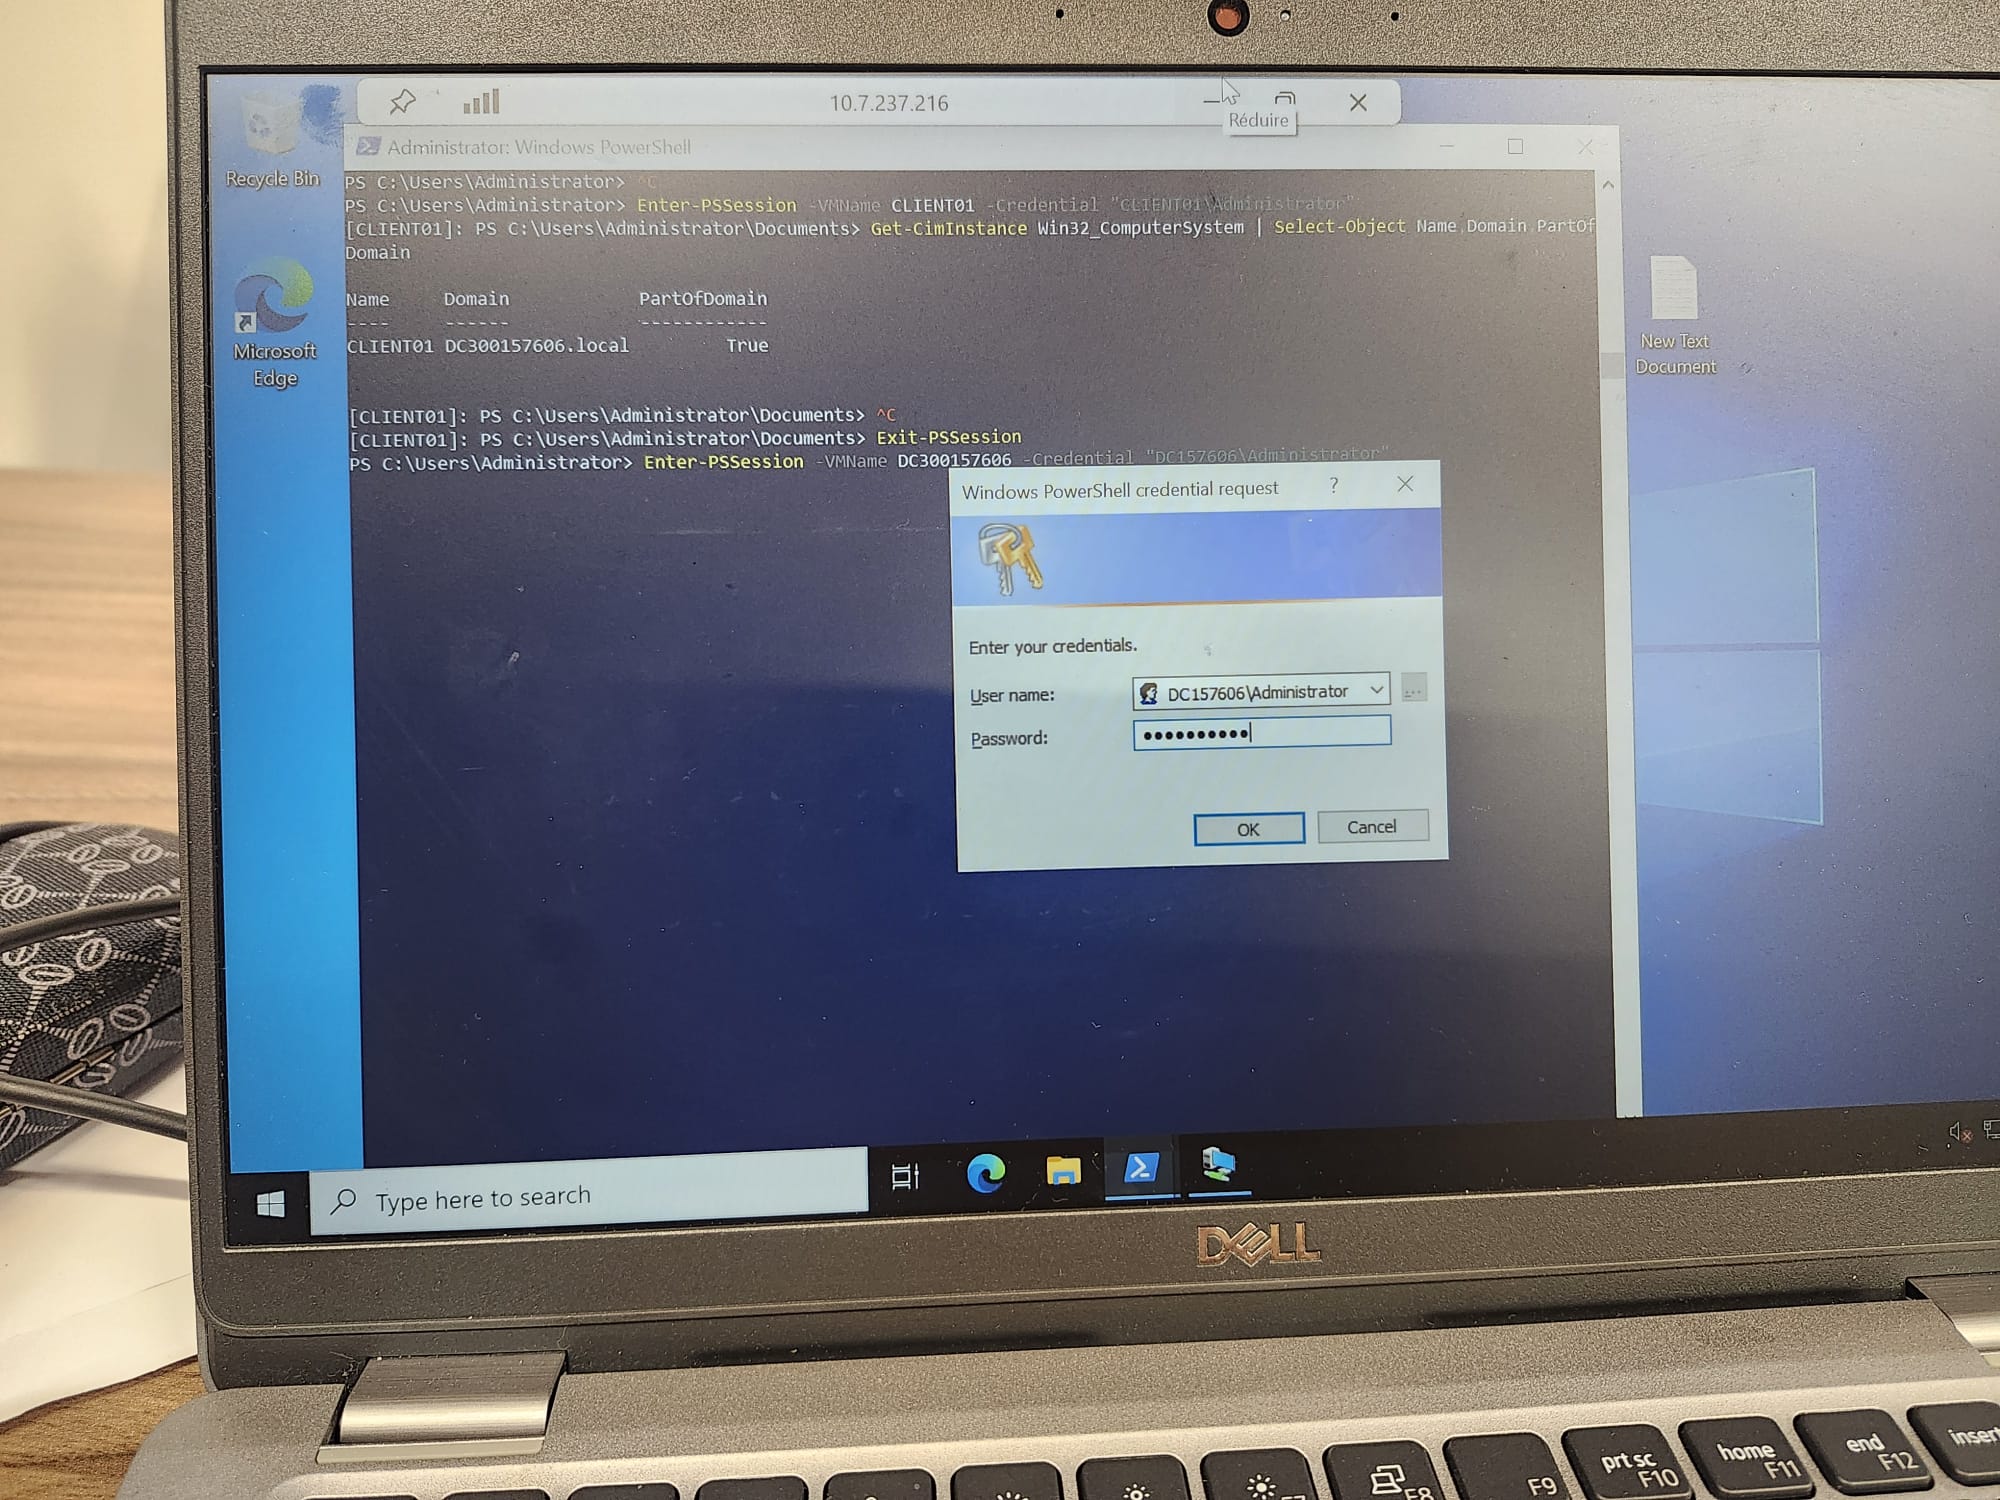 10.7.237.216
Réduire
Recycle Bin
Administrator: Windows PowerShell
PS C:\Users\Administrator> ^C
PS C:\Users\Administrator> Enter-PSSession -VMName CLIENT01 -Credential "CLIENT01\Administrator"
[CLIENT01]: PS C:\Users\Administrator\Documents> Get-CimInstance Win32_ComputerSystem | Select-Object Name,Domain,PartOf
Domain
Name Domain PartOfDomain
---- ------ ------------
CLIENT01 DC300157606.local True
[CLIENT01]: PS C:\Users\Administrator\Documents> ^C
[CLIENT01]: PS C:\Users\Administrator\Documents> Exit-PSSession
PS C:\Users\Administrator> Enter-PSSession -VMName DC300157606 -Credential "DC157606\Administrator"
Microsoft
Edge
New Text
Document
Windows PowerShell credential request
?
Enter your credentials.
User name:
DC157606\Administrator
...
Password:
••••••••••
OK
Cancel
Type here to search
DELL
F8
F9
prt sc
F10
home
F11
end
F12
insert